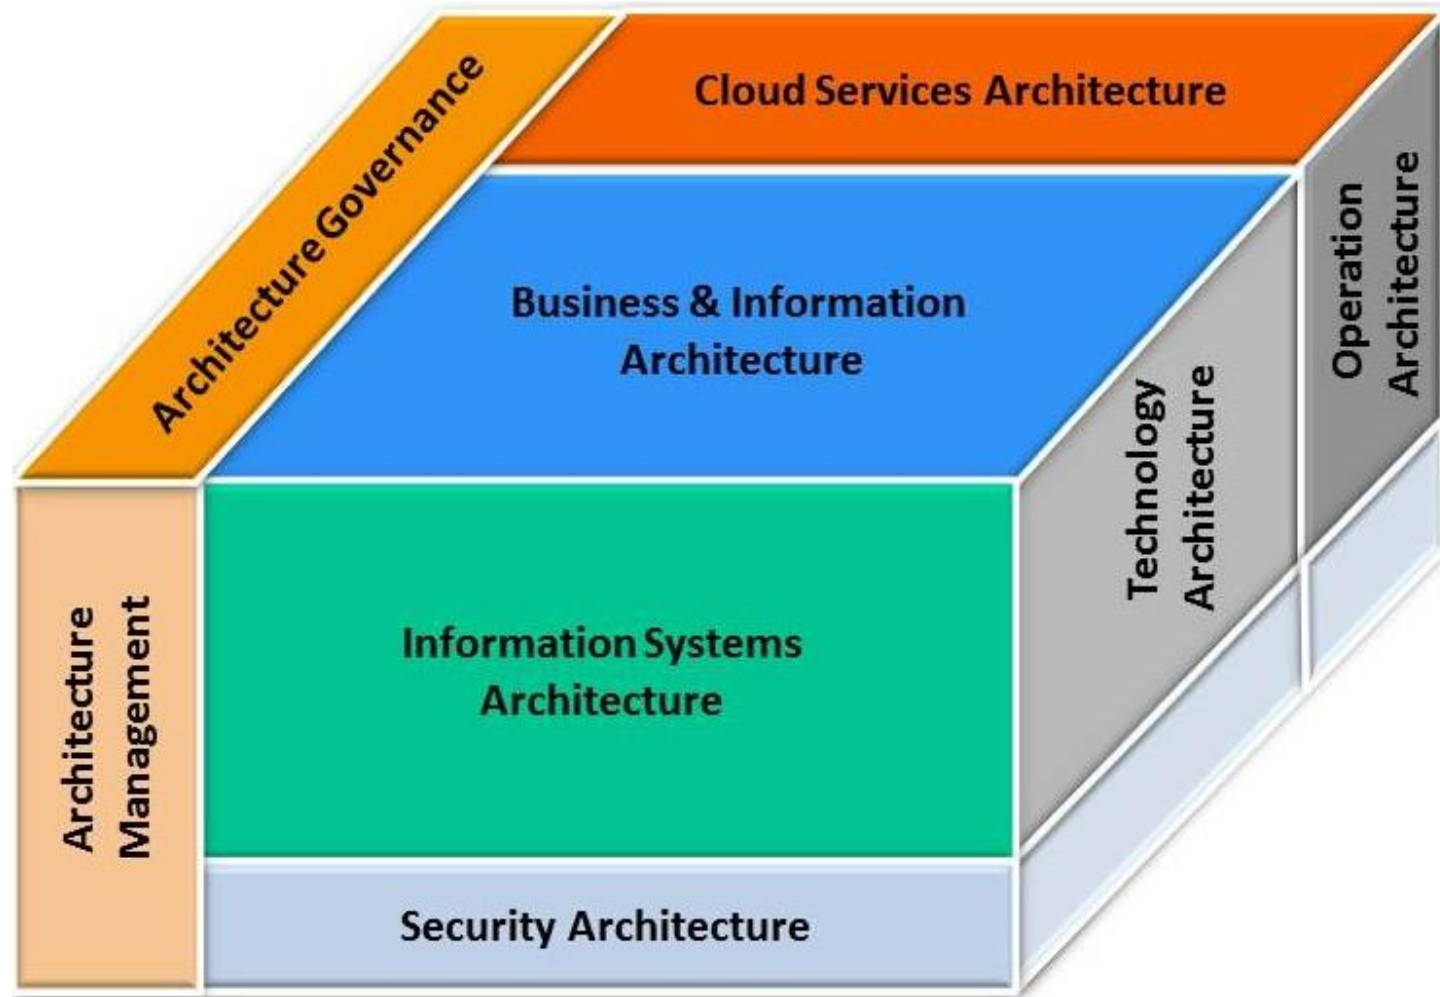 Cloud Services Architecture
Architecture Governance
Business & Information
Architecture
Operation
Architecture
Technology
Architecture
Information Systems
Architecture
Architecture
Management
Security Architecture